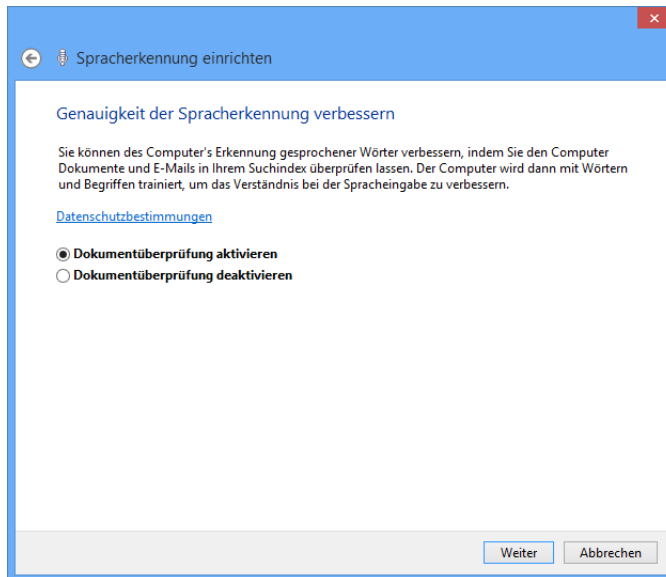 Spracherkennung einrichten
Genauigkeit der Spracherkennung verbessern
Sie können des Computer's Erkennung gesprochener Wörter verbessern, indem Sie den Computer
Dokumente und E-Mails in Ihrem Suchindex überprüfen lassen. Der Computer wird dann mit Wörtern
und Begriffen trainiert, um das Verständnis bei der Spracheingabe zu verbessern.
Datenschutzbestimmungen
Dokumentüberprüfung aktivieren
Dokumentüberprüfung deaktivieren
Weiter Abbrechen